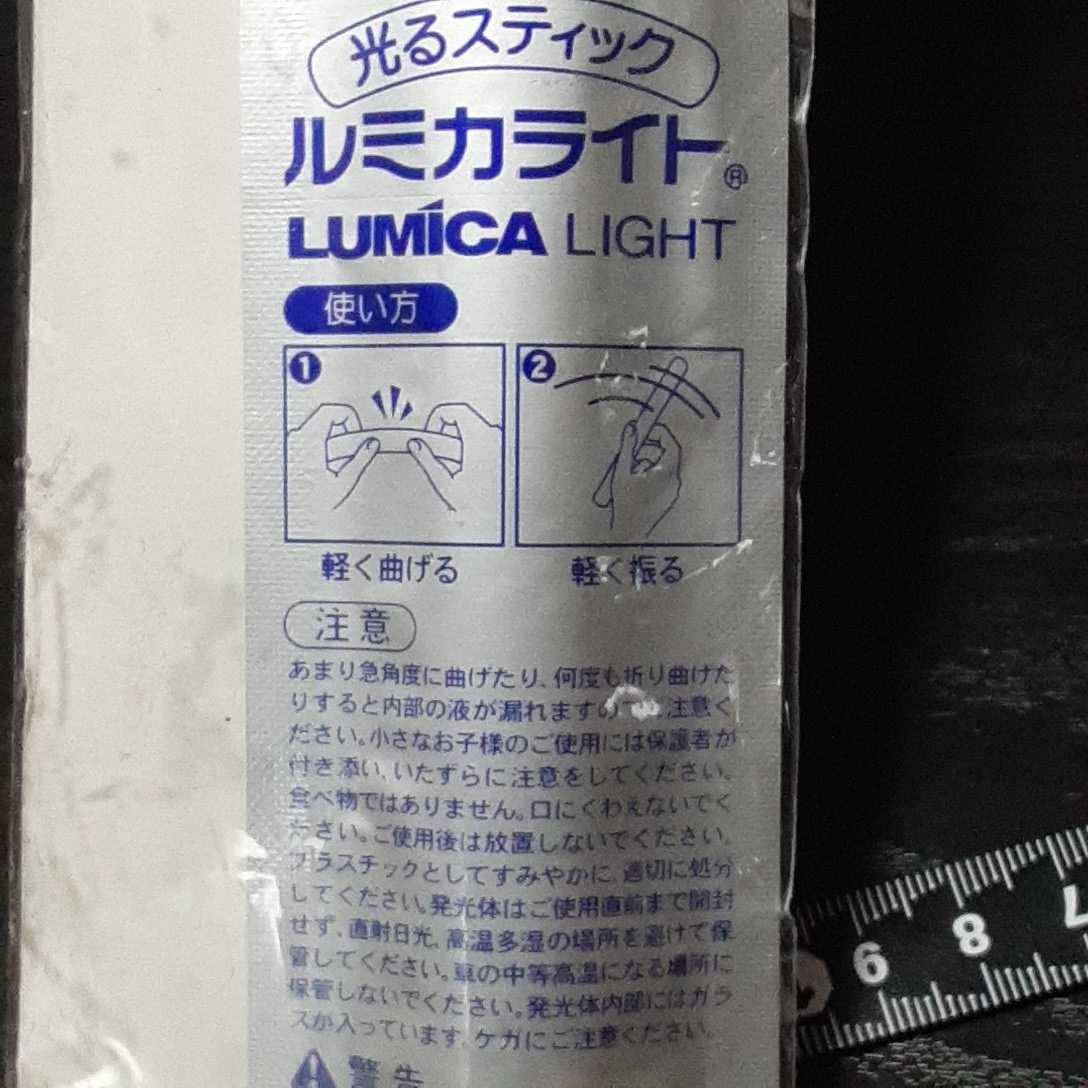 光るスティック
ルミカライト®
LUMICA LIGHT
使い方
1
2
軽く曲げる
軽く振る
注意
あまり急角度に曲げたり、何度も折り曲げた
りすると内部の液が漏れますので、ご注意く
ださい。小さなお子様のご使用には保護者が
付き添い、いたずらに注意をしてください。
食べ物ではありません。口にくわえないでく
ださい。ご使用後は放置しないでください。
プラスチックとしてすみやかに、適切に処分
してください。発光体はご使用直前まで開封
せず、直射日光、高温多湿の場所を避けて保
管してください。車の中等高温になる場所に
保管しないでください。発光体内部にはガラ
スが入っています。ケガにご注意ください。
警告
9 8 7